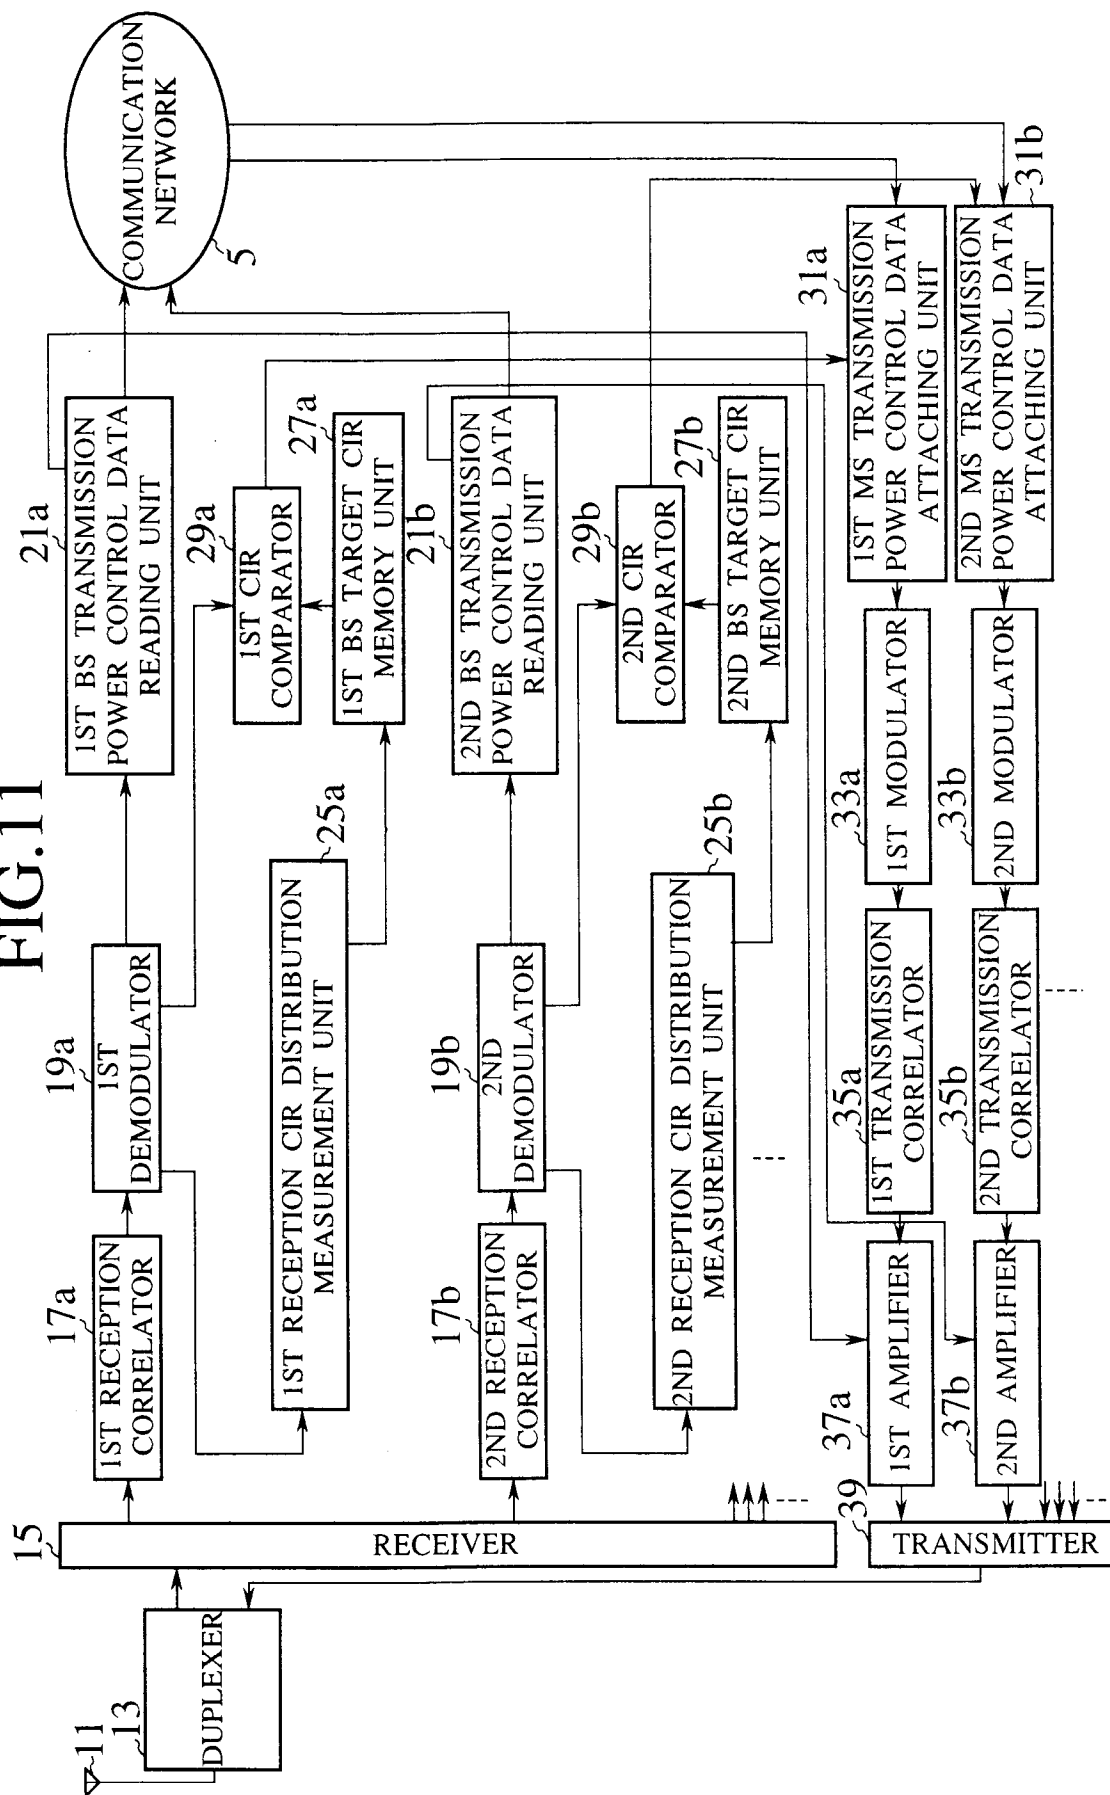 FIG.11
11
13
DUPLEXER
15
RECEIVER
17a
1ST RECEPTION
CORRELATOR
19a
1ST
DEMODULATOR
21a
1ST BS TRANSMISSION
POWER CONTROL DATA
READING UNIT
COMMUNICATION
NETWORK
5
25a
1ST RECEPTION CIR DISTRIBUTION
MEASUREMENT UNIT
29a
1ST CIR
COMPARATOR
27a
1ST BS TARGET CIR
MEMORY UNIT
17b
2ND RECEPTION
CORRELATOR
19b
2ND
DEMODULATOR
21b
2ND BS TRANSMISSION
POWER CONTROL DATA
READING UNIT
25b
2ND RECEPTION CIR DISTRIBUTION
MEASUREMENT UNIT
29b
2ND CIR
COMPARATOR
27b
2ND BS TARGET CIR
MEMORY UNIT
39
TRANSMITTER
37a
1ST AMPLIFIER
35a
1ST TRANSMISSION
CORRELATOR
33a
1ST MODULATOR
31a
1ST MS TRANSMISSION
POWER CONTROL DATA
ATTACHING UNIT
37b
2ND AMPLIFIER
35b
2ND TRANSMISSION
CORRELATOR
33b
2ND MODULATOR
31b
2ND MS TRANSMISSION
POWER CONTROL DATA
ATTACHING UNIT